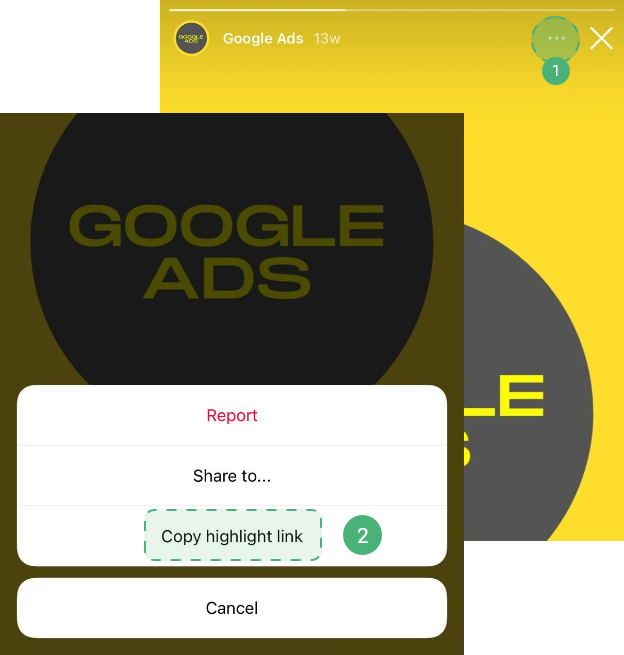 GOOGLE
ADS
Google Ads 13w
1
GOOGLE
ADS
LE
S
Report
Share to...
Copy highlight link
2
Cancel